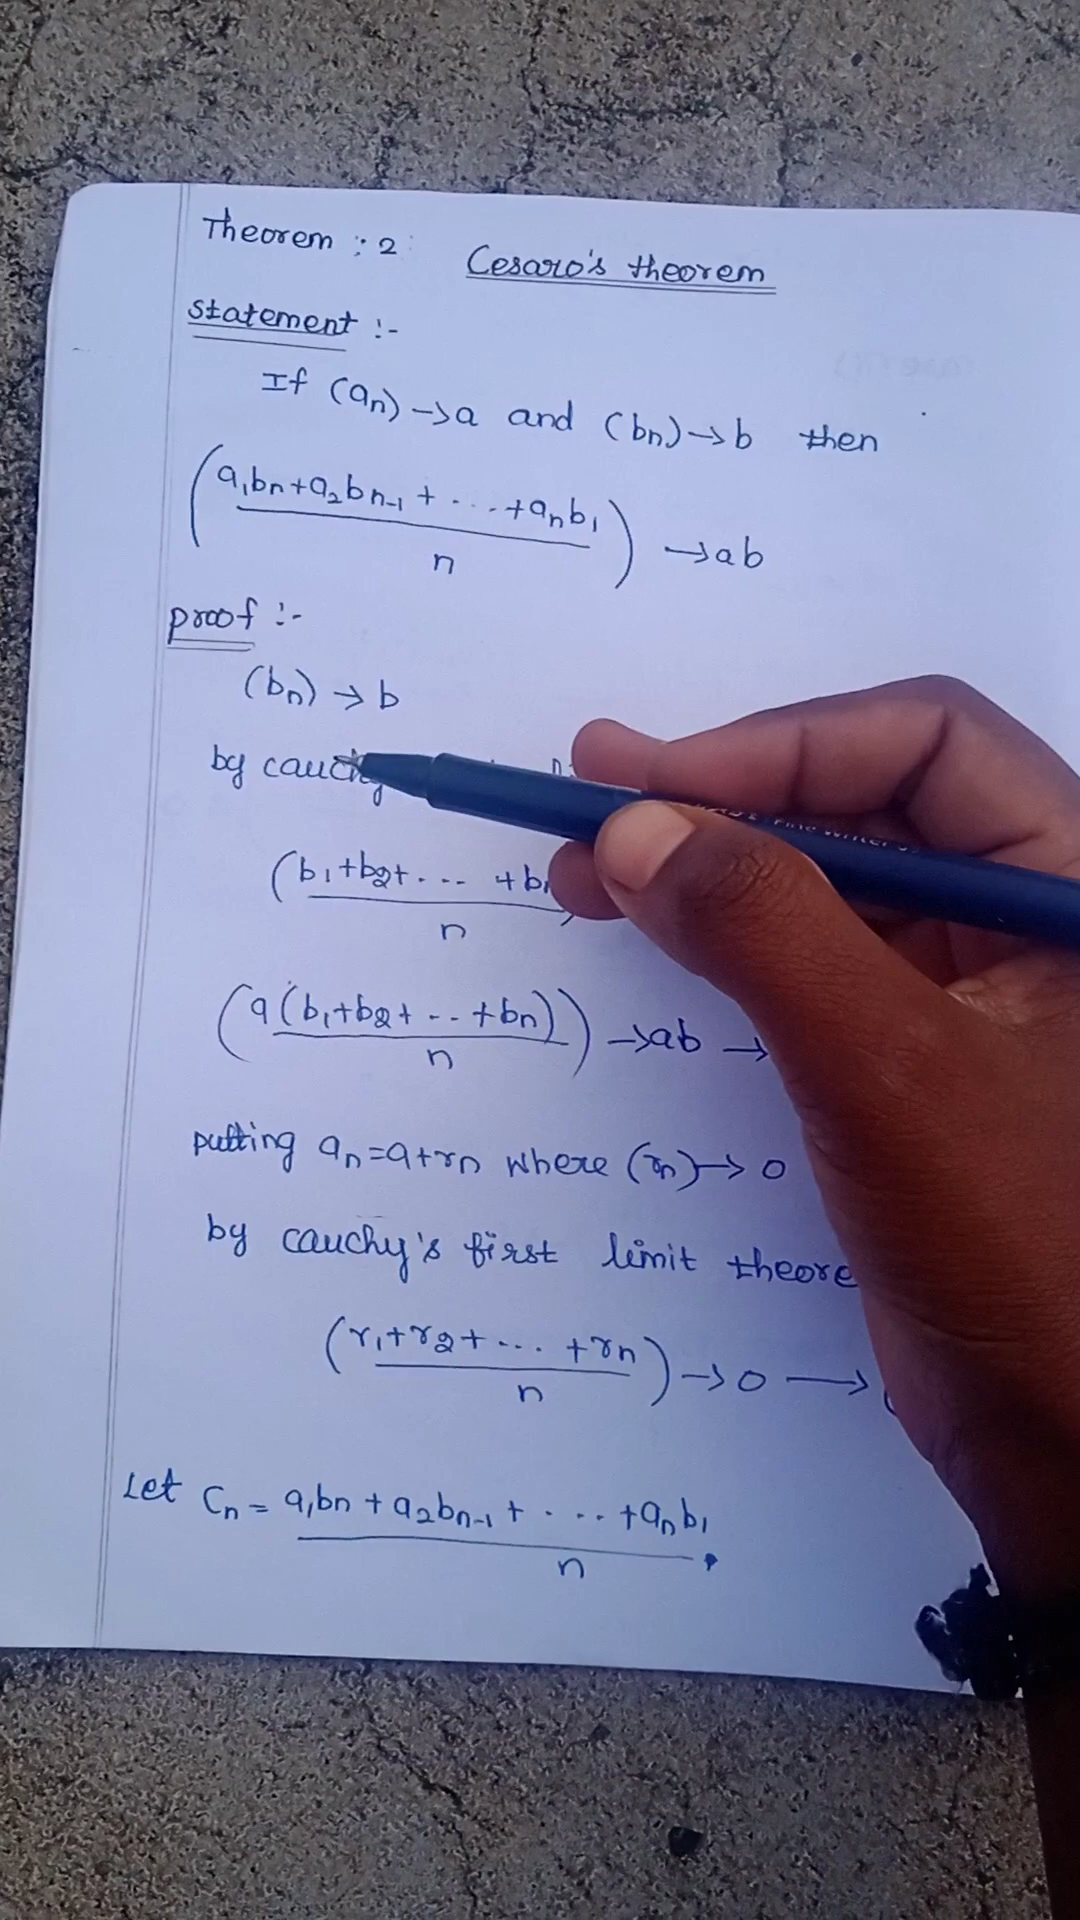 Theorem : 2
Cesaro's theorem
Statement :-
If (an) → a and (bn) → b then
(a1bn + a2bn-1 + ... + anb1 / n) → ab
proof :-
(bn) → b
by cauchy
(b1 + b2 + ... + b
n
(a(b1 + b2 + .. + bn) / n) → ab →
putting an = a + rn where (rn) → 0
by cauchy's first limit theore
(r1 + r2 + ... + rn / n) → 0 →
Let Cn = a1bn + a2bn-1 + ... + anb1 / n